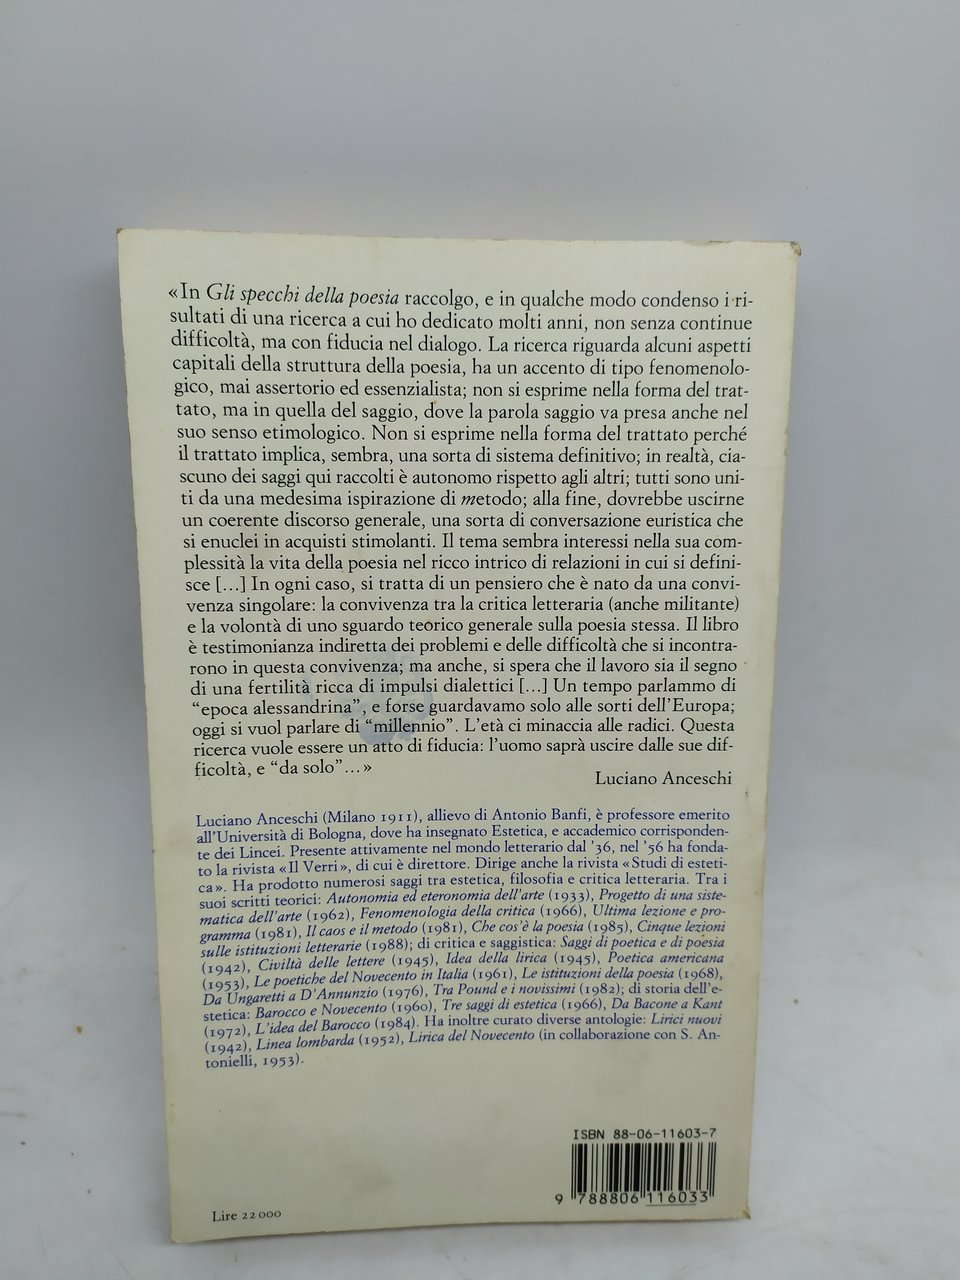 «In Gli specchi della poesia raccolgo, e in qualche modo condenso i ri-
sultati di una ricerca a cui ho dedicato molti anni, non senza continue
difficoltà, ma con fiducia nel dialogo. La ricerca riguarda alcuni aspetti
capitali della struttura della poesia, ha un accento di tipo fenomenolo-
gico, mai assertorio ed essenzialista; non si esprime nella forma del trat-
tato, ma in quella del saggio, dove la parola saggio va presa anche nel
suo senso etimologico. Non si esprime nella forma del trattato perché
il trattato implica, sembra, una sorta di sistema definitivo; in realtà, cia-
scuno dei saggi qui raccolti è autonomo rispetto agli altri; tutti sono uni-
ti da una medesima ispirazione di metodo; alla fine, dovrebbe uscirne
un coerente discorso generale, una sorta di conversazione euristica che
si enuclei in acquisti stimolanti. Il tema sembra interessi nella sua com-
plessità la vita della poesia nel ricco intrico di relazioni in cui si defini-
sce [...] In ogni caso, si tratta di un pensiero che è nato da una convi-
venza singolare: la convivenza tra la critica letteraria (anche militante)
e la volontà di uno sguardo teorico generale sulla poesia stessa. Il libro
è testimonianza indiretta dei problemi e delle difficoltà che si incontra-
rono in questa convivenza; ma anche, si spera che il lavoro sia il segno
di una fertilità ricca di impulsi dialettici [...] Un tempo parlammo di
“epoca alessandrina”, e forse guardavamo solo alle sorti dell'Europa;
oggi si vuol parlare di “millennio”. L'età ci minaccia alle radici. Questa
ricerca vuole essere un atto di fiducia: l'uomo saprà uscire dalle sue dif-
ficoltà, e “da solo”...»
Luciano Anceschi
Luciano Anceschi (Milano 1911), allievo di Antonio Banfi, è professore emerito
all'Università di Bologna, dove ha insegnato Estetica, e accademico corrisponden-
te dei Lincei. Presente attivamente nel mondo letterario dal '36, nel '56 ha fonda-
to la rivista «Il Verri», di cui è direttore. Dirige anche la rivista «Studi di esteti-
ca». Ha prodotto numerosi saggi tra estetica, filosofia e critica letteraria. Tra i
suoi scritti teorici: Autonomia ed eteronomia dell'arte (1933), Progetto di una siste-
matica dell'arte (1962), Fenomenologia della critica (1966), Ultima lezione e pro-
gramma (1981), Il caos e il metodo (1981), Che cos'è la poesia (1985), Cinque lezioni
sulle istituzioni letterarie (1988); di critica e saggistica: Saggi di poetica e di poesia
(1942), Civiltà delle lettere (1945), Idea della lirica (1945), Poetica americana
(1953), Le poetiche del Novecento in Italia (1961), Le istituzioni della poesia (1968),
Da Ungaretti a D'Annunzio (1976), Tra Pound e i novissimi (1982); di storia dell'e-
stetica: Barocco e Novecento (1960), Tre saggi di estetica (1966), Da Bacone a Kant
(1972), L'idea del Barocco (1984). Ha inoltre curato diverse antologie: Lirici nuovi
(1942), Linea lombarda (1952), Lirica del Novecento (in collaborazione con S. An-
tonielli, 1953).
ISBN 88-06-11603-7
9 788806 116033
Lire 22 000